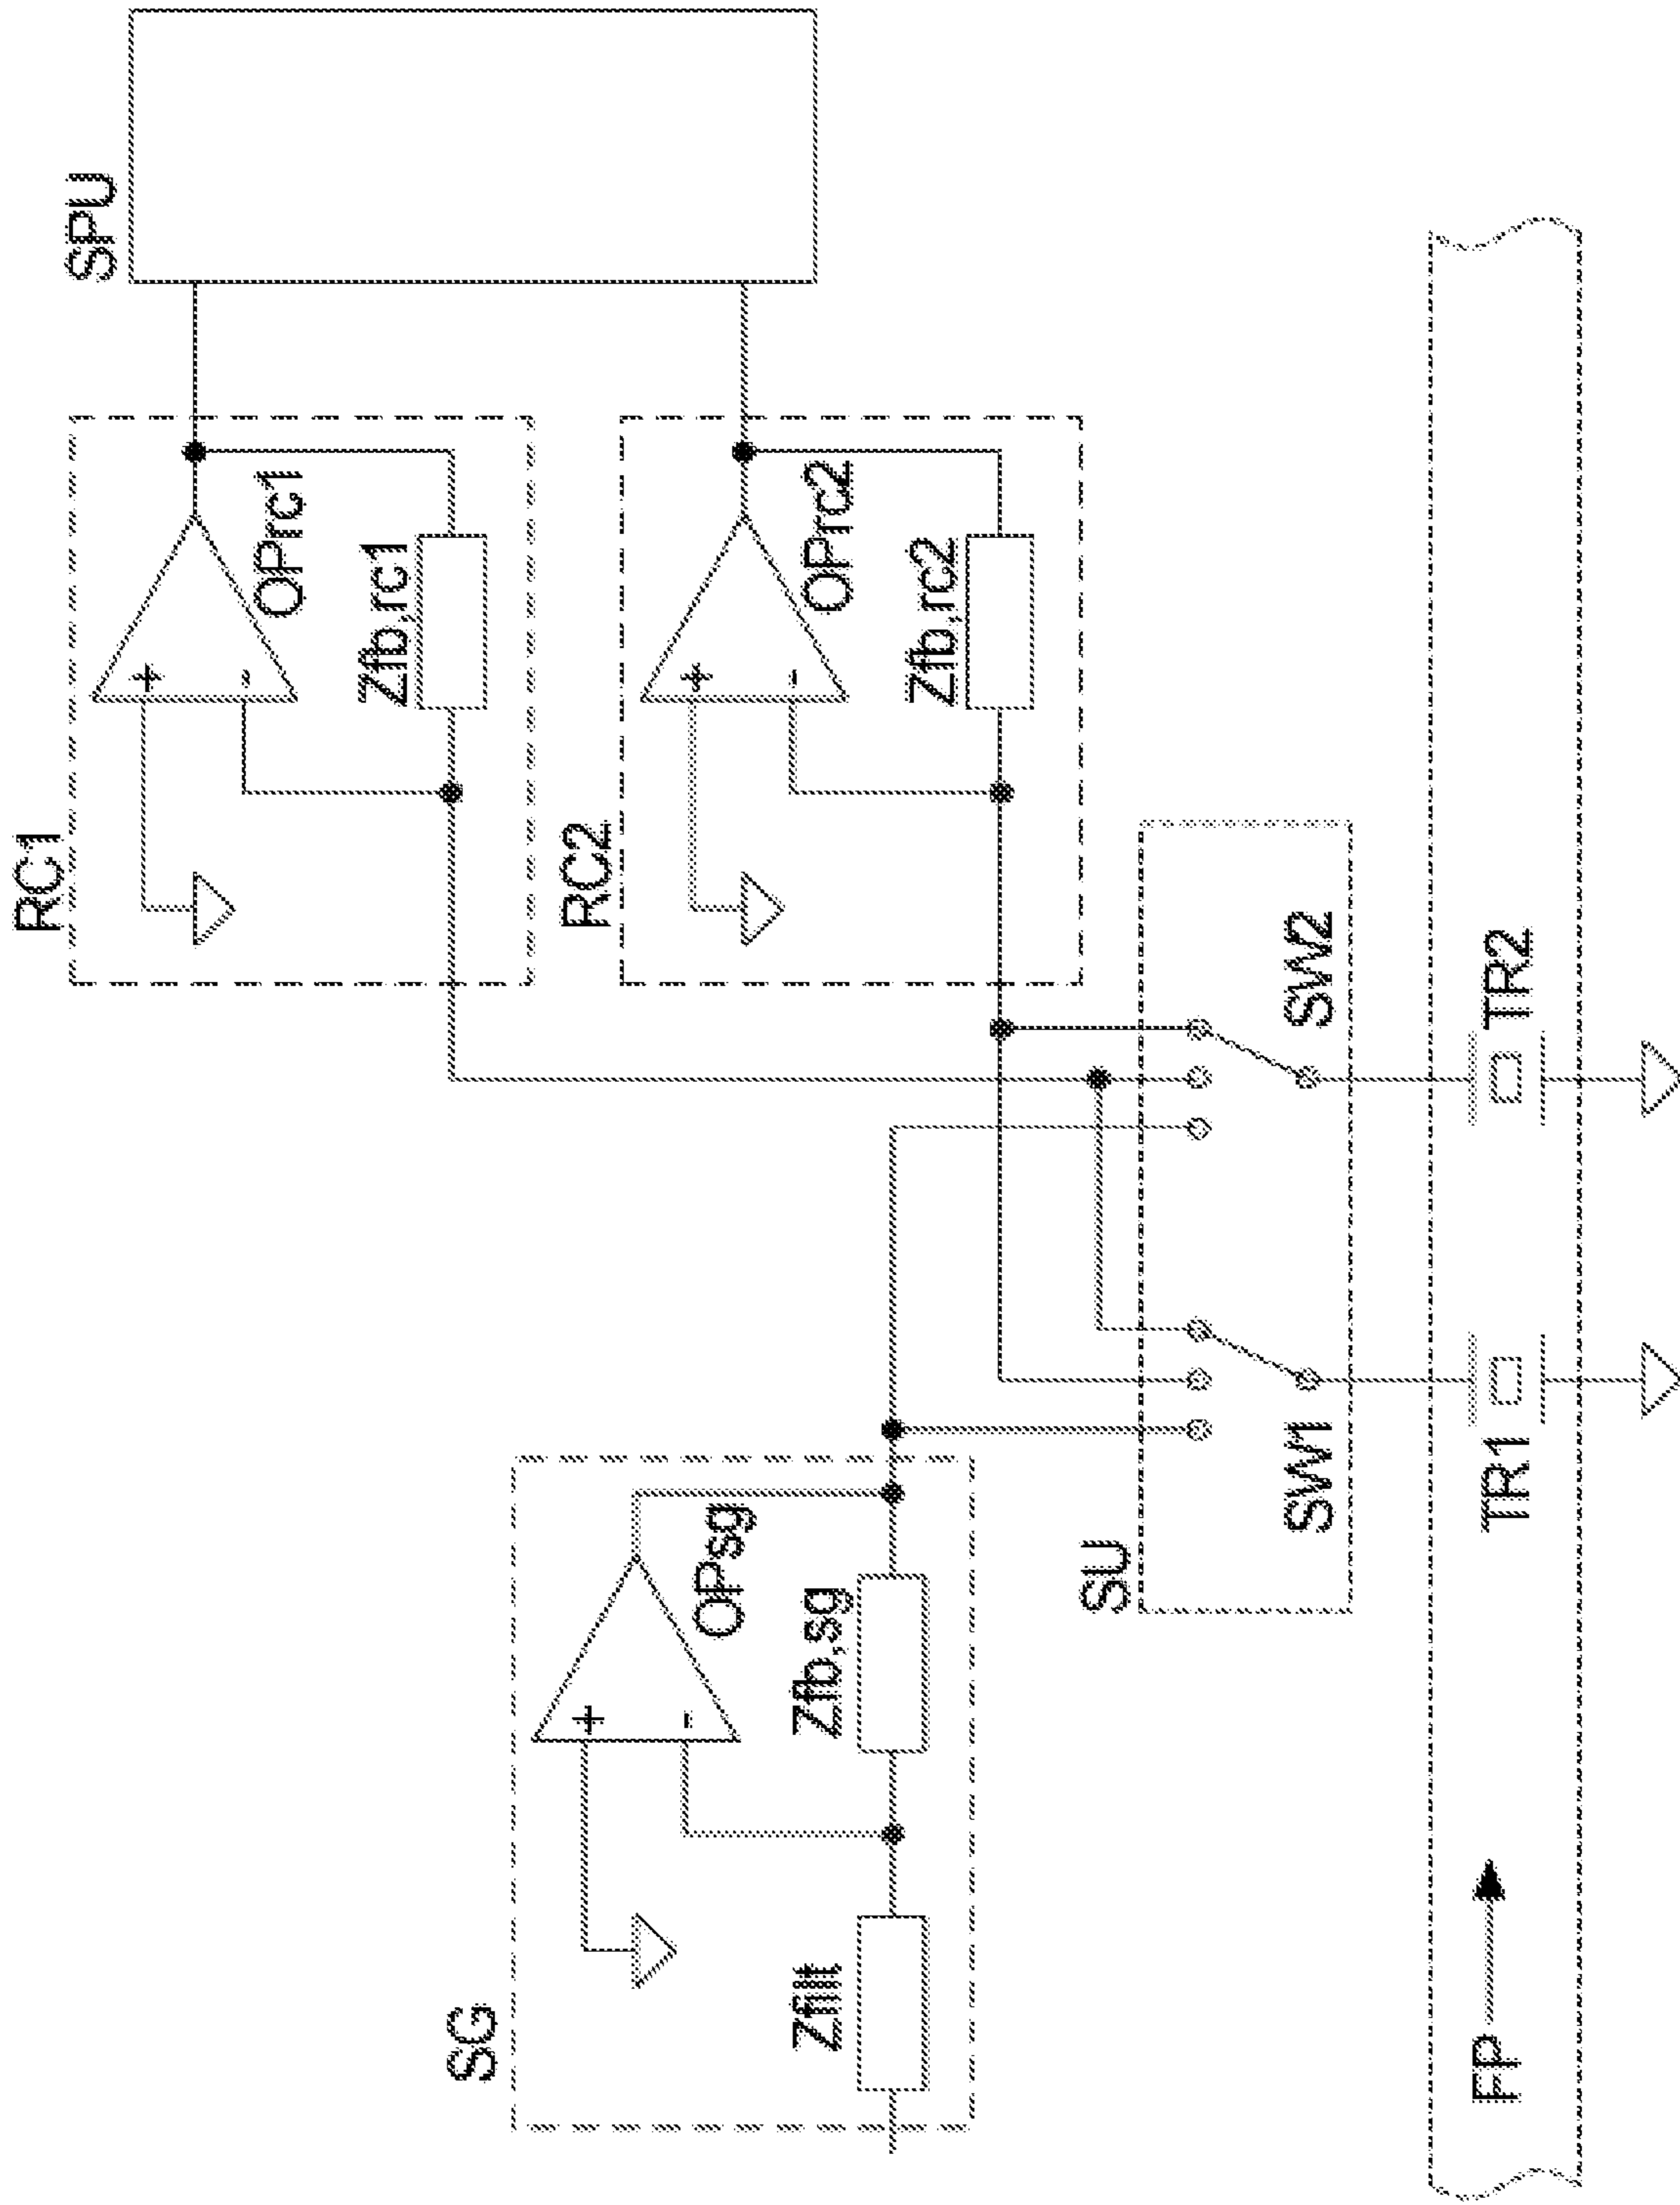 SPU
RC1
+
-
OPrc1
Zfb,rc1
RC2
+
-
OPrc2
Zfb,rc2
SG
+
-
OPsg
Zfilt
Zfb,sg
SU
SW1
SW2
TR1
TR2
FP